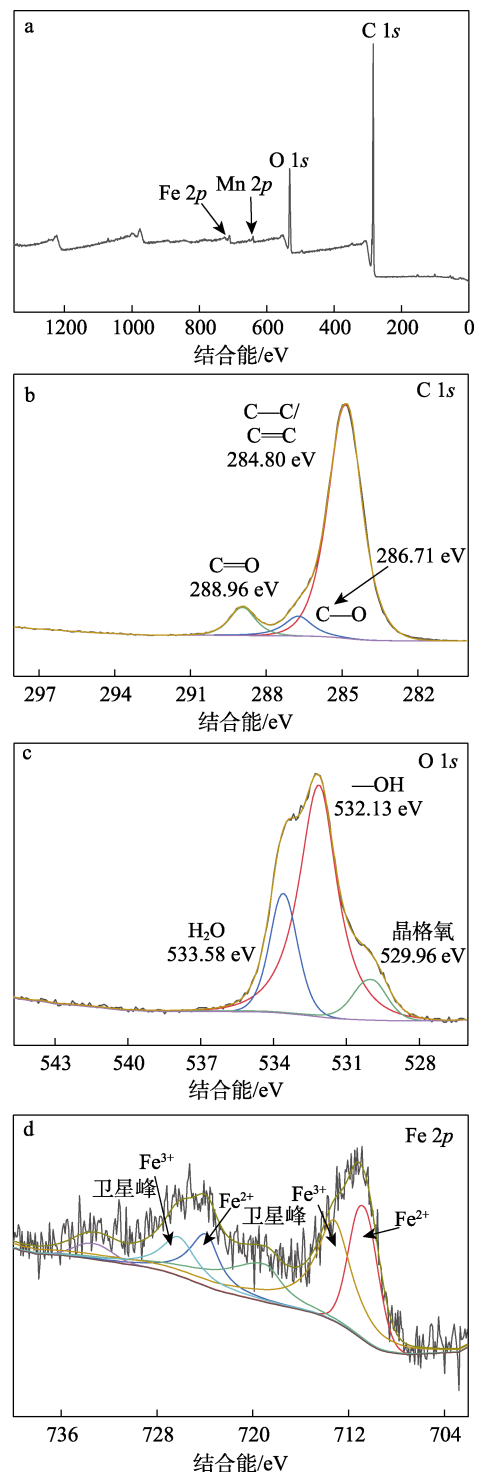 a
C 1s
O 1s
Fe 2p
Mn 2p
1200 1000 800 600 400 200 0
结合能/eV
b
C 1s
C—C/
C=C
284.80 eV
C=O
288.96 eV
286.71 eV
C—O
297 294 291 288 285 282
结合能/eV
c
O 1s
—OH
532.13 eV
H₂O
533.58 eV
晶格氧
529.96 eV
543 540 537 534 531 528
结合能/eV
d
Fe 2p
Fe³⁺
卫星峰
Fe²⁺
卫星峰
Fe³⁺
Fe²⁺
736 728 720 712 704
结合能/eV